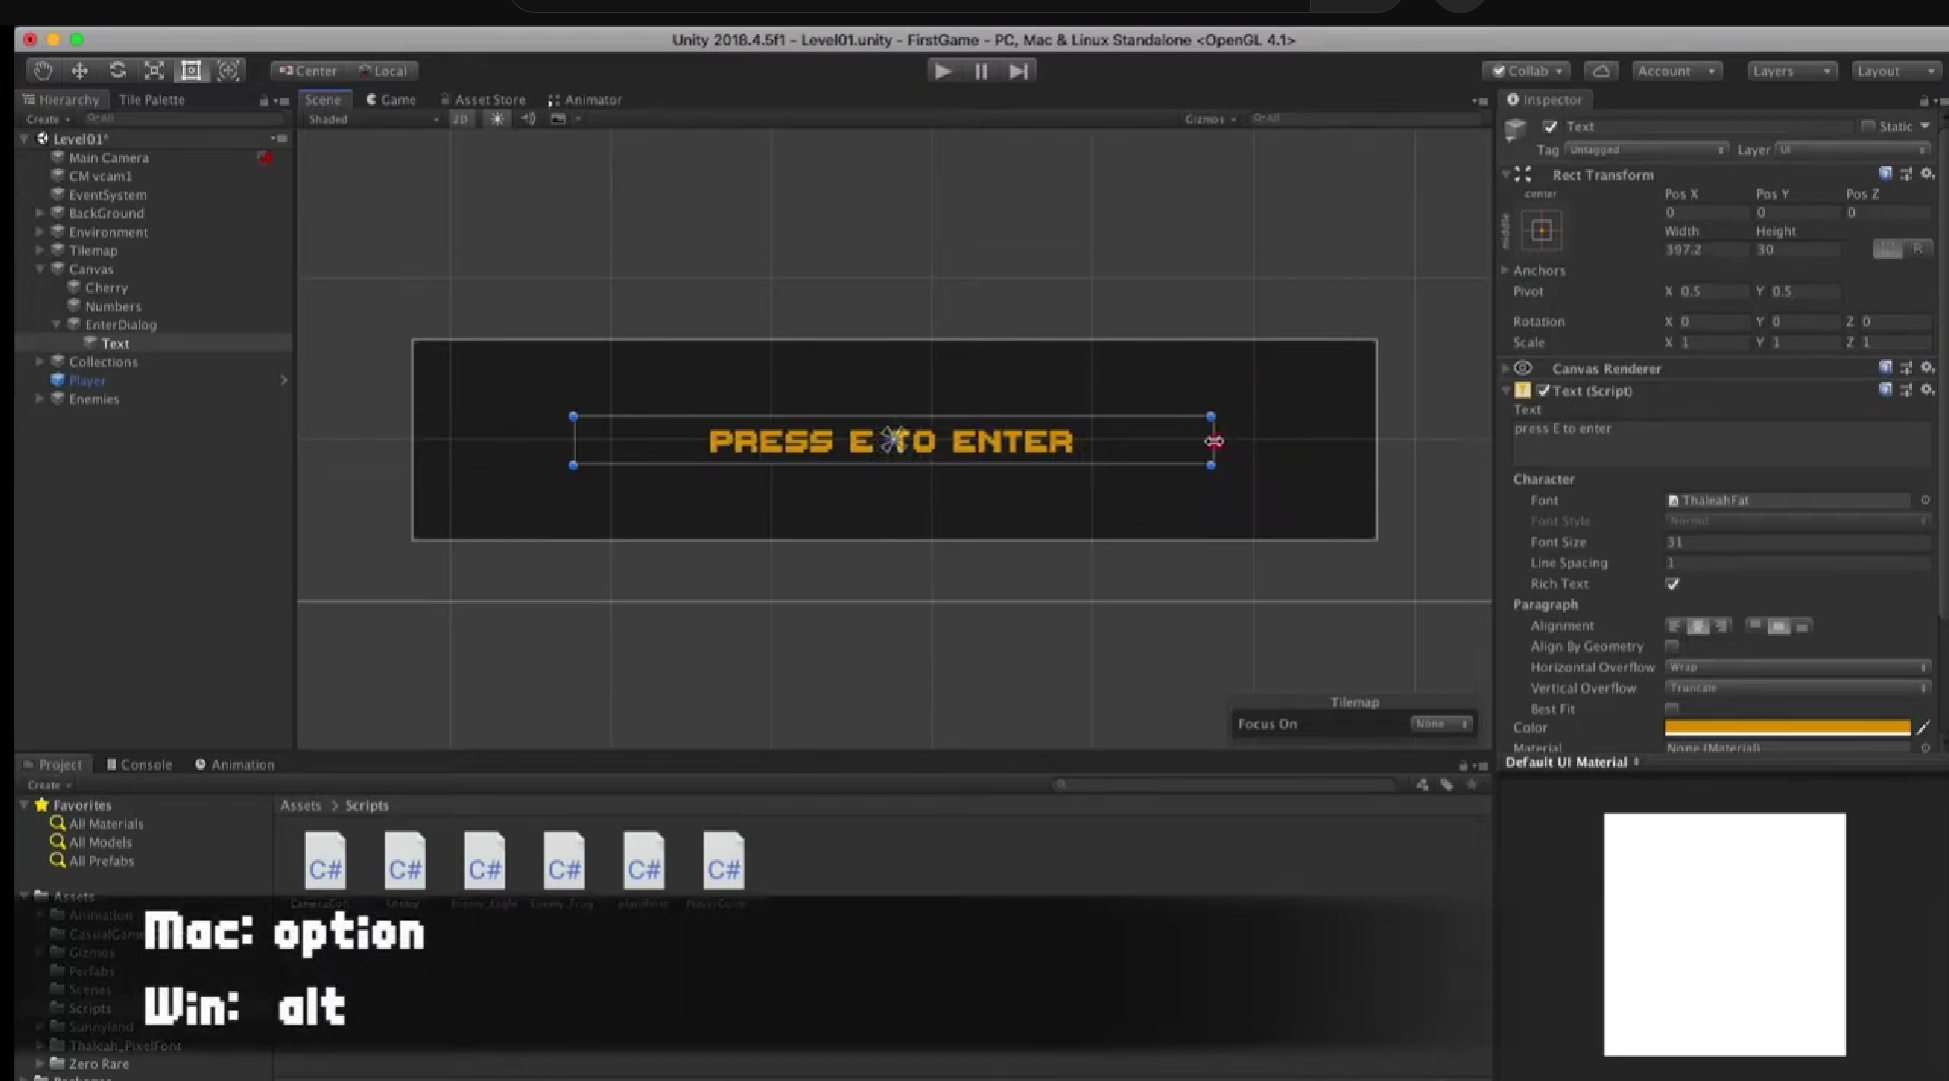 Unity 2018.4.5f1 - Level01.unity - FirstGame - PC, Mac & Linux Standalone <OpenGL 4.1>
Center Local
Collab Account Layers Layout
Hierarchy Tile Palette
Create All
Level01*
Main Camera
CM vcam1
EventSystem
BackGround
Environment
Tilemap
Canvas
Cherry
Numbers
EnterDialog
Text
Collections
Player
Enemies
Scene Game Asset Store Animator
Shaded 2D Gizmos All
PRESS E TO ENTER
Tilemap
Focus On None
Inspector
Text Static
Tag Untagged Layer UI
Rect Transform
center
middle
Pos X Pos Y Pos Z
0 0 0
Width Height
397.2 30
R
Anchors
Pivot X 0.5 Y 0.5
Rotation X 0 Y 0 Z 0
Scale X 1 Y 1 Z 1
Canvas Renderer
Text (Script)
Text
press E to enter
Character
Font ThaleahFat
Font Style Normal
Font Size 31
Line Spacing 1
Rich Text
Paragraph
Alignment
Align By Geometry
Horizontal Overflow Wrap
Vertical Overflow Truncate
Best Fit
Color
Material None (Material)
Default UI Material
Project Console Animation
Create
Favorites
All Materials
All Models
All Prefabs
Assets
Animation
Gizmos
Perfabs
Scenes
Scripts
Sunnyland
Thaleah_PixelFont
Zero Rare
Assets > Scripts
C# C# C# C# C# C#
Enemy Enemy_Eagle Enemy_Frog
Mac: option
Win: alt